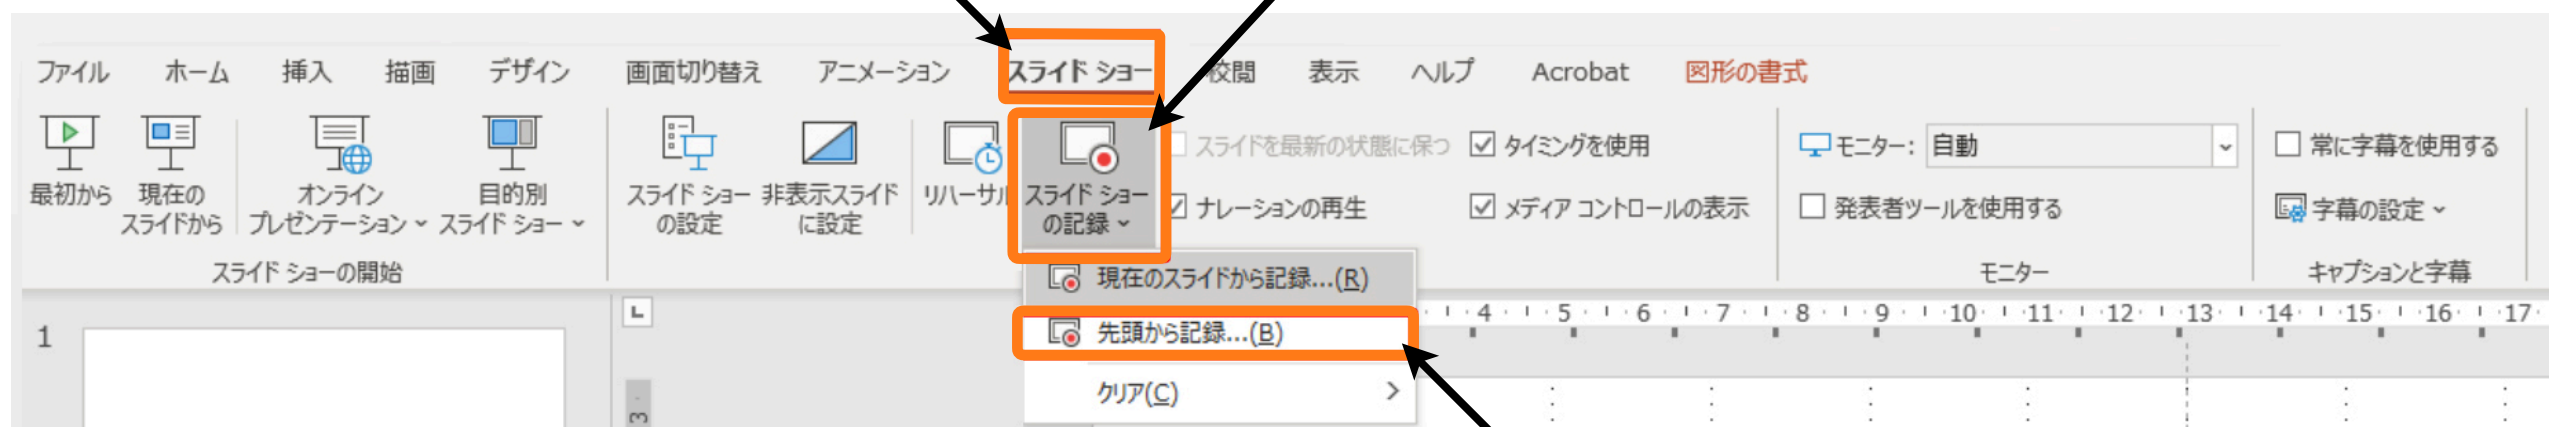 ファイル ホーム 挿入 描画 デザイン 画面切り替え アニメーション スライド ショー 校閲 表示 ヘルプ Acrobat 図形の書式
最初から
現在の
スライドから
オンライン
プレゼンテーション
目的別
スライド ショー
スライド ショーの開始
スライド ショー
の設定
非表示スライド
に設定
リハーサル
スライド ショー
の記録
スライドを最新の状態に保つ
ナレーションの再生
タイミングを使用
メディア コントロールの表示
モニター: 自動
発表者ツールを使用する
モニター
常に字幕を使用する
字幕の設定
キャプションと字幕
現在のスライドから記録...(R)
先頭から記録...(B)
クリア(C)
1
L
4 5 6 7 8 9 10 11 12 13 14 15 16 17
3